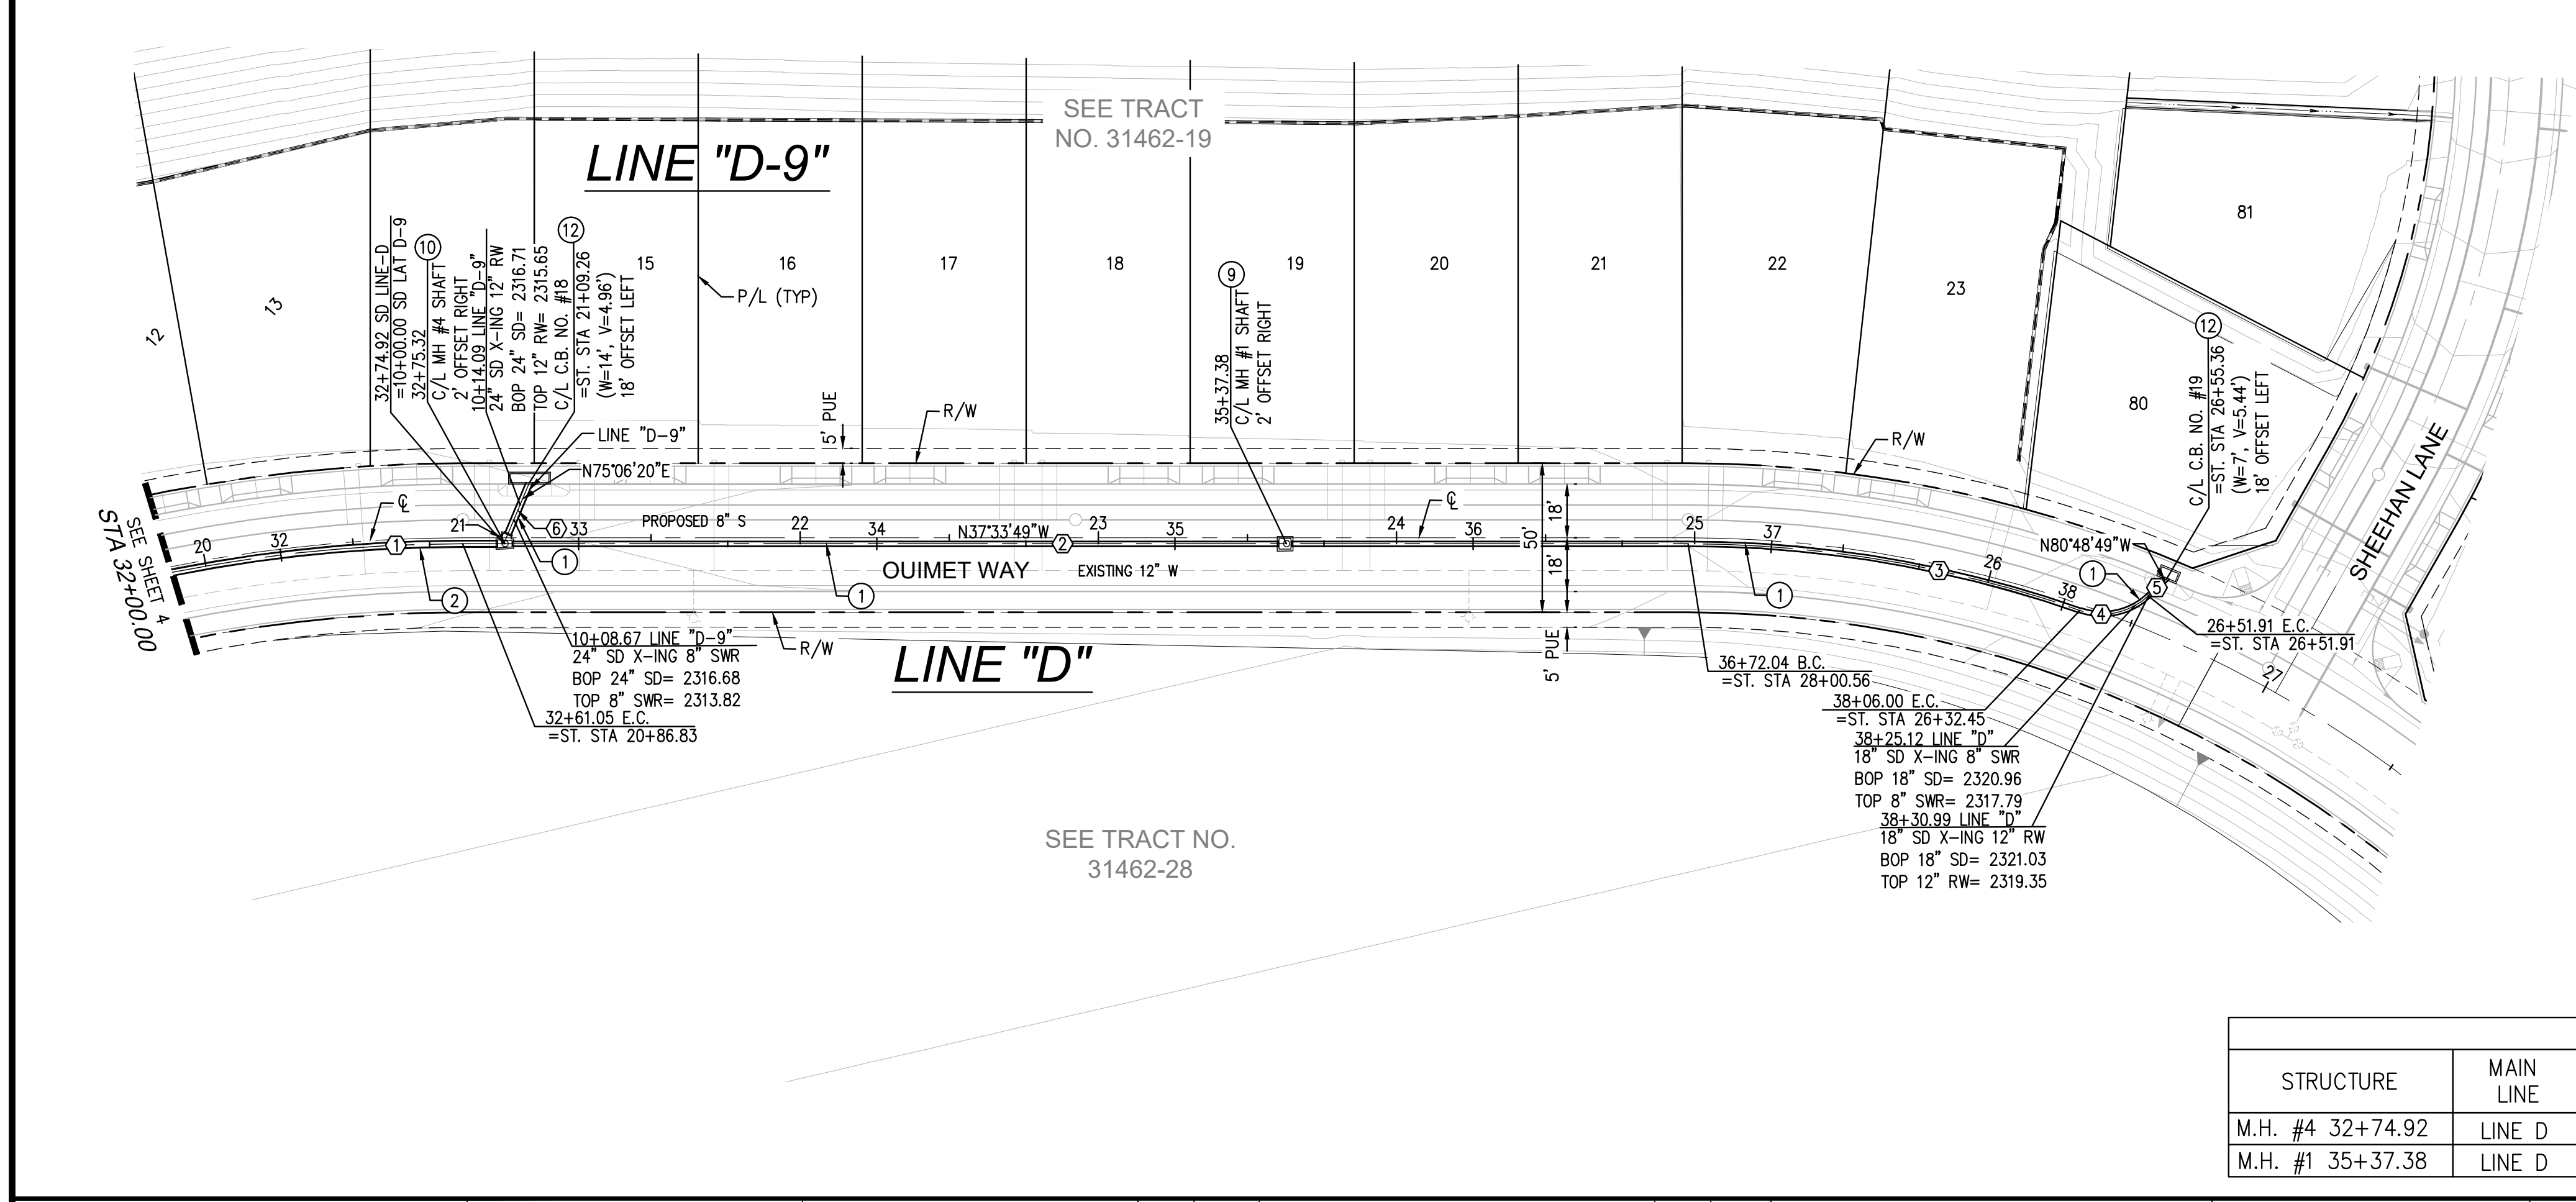 SEE TRACT
NO. 31462-19
LINE "D-9"
12
13
15
16
17
18
19
20
21
22
23
80
81
32+74.92 SD LINE-D
=10+00.00 SD LAT D-9
10
32+75.32
C/L MH #4 SHAFT
2' OFFSET RIGHT
10+14.09 LINE "D-9"
24" SD X-ING 12" RW
BOP 24" SD= 2316.71
TOP 12" RW= 2315.65
12
C/L C.B. NO. #18
=ST. STA 21+09.26
(W=14', V=4.96')
18' OFFSET LEFT
P/L (TYP)
9
35+37.38
C/L MH #1 SHAFT
2' OFFSET RIGHT
12
C/L C.B. NO. #19
=ST. STA 26+55.36
(W=7', V=5.44')
18' OFFSET LEFT
5' PUE
R/W
R/W
LINE "D-9"
N75°06'20"E
SHEEHAN LANE
SEE SHEET 4
STA 32+00.00
℄
20
32
1
21
6
33
PROPOSED 8" S
22
34
N37°33'49"W
2
23
35
24
36
℄
25
37
3
26
38
4
5
27
N80°48'49"W
1
1
1
1
2
50'
18'
18'
OUIMET WAY
EXISTING 12" W
R/W
5' PUE
LINE "D"
10+08.67 LINE "D-9"
24" SD X-ING 8" SWR
BOP 24" SD= 2316.68
TOP 8" SWR= 2313.82
32+61.05 E.C.
=ST. STA 20+86.83
36+72.04 B.C.
=ST. STA 28+00.56
26+51.91 E.C.
=ST. STA 26+51.91
38+06.00 E.C.
=ST. STA 26+32.45
38+25.12 LINE "D"
18" SD X-ING 8" SWR
BOP 18" SD= 2320.96
TOP 8" SWR= 2317.79
38+30.99 LINE "D"
18" SD X-ING 12" RW
BOP 18" SD= 2321.03
TOP 12" RW= 2319.35
SEE TRACT NO.
31462-28
STRUCTURE
MAIN
LINE
M.H. #4 32+74.92
LINE D
M.H. #1 35+37.38
LINE D